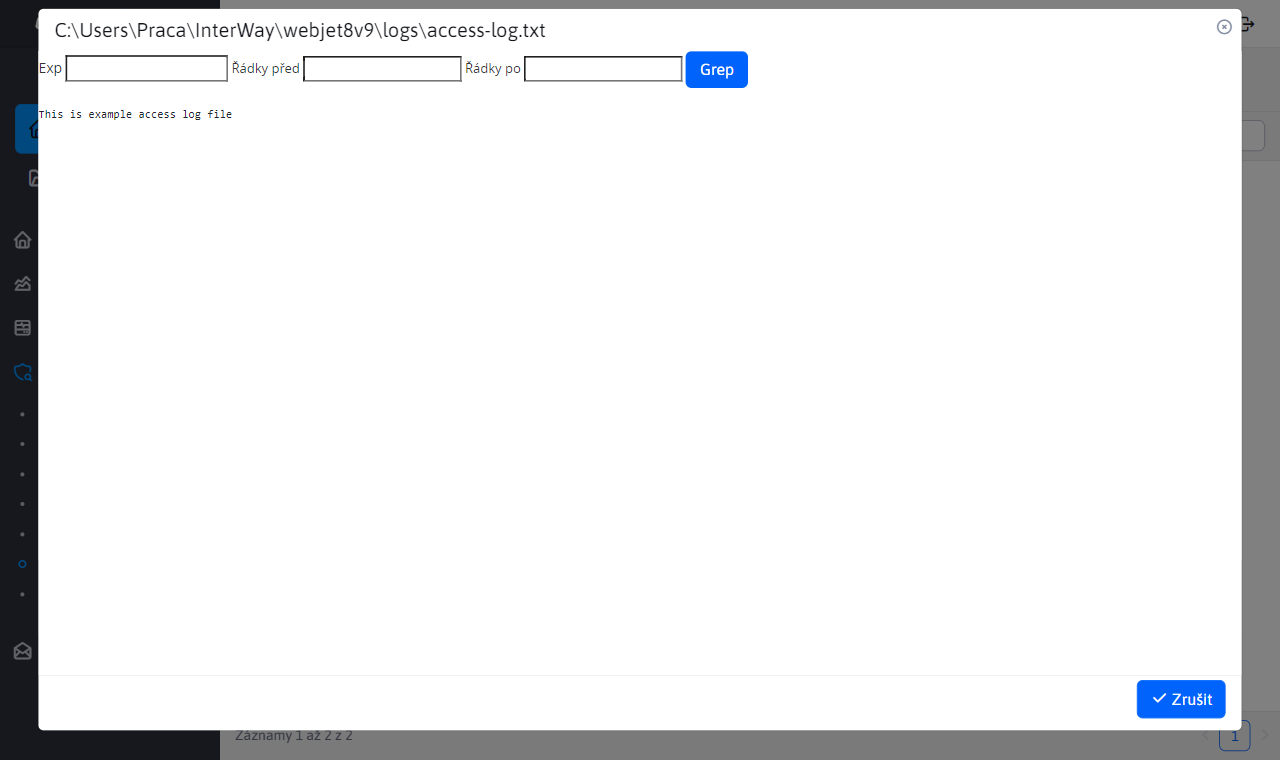 C:\Users\Praca\InterWay\webjet8v9\logs\access-log.txt
Exp Řádky před Řádky po Grep
This is example access log file
Zrušit
Záznamy 1 až 2 z 2
1